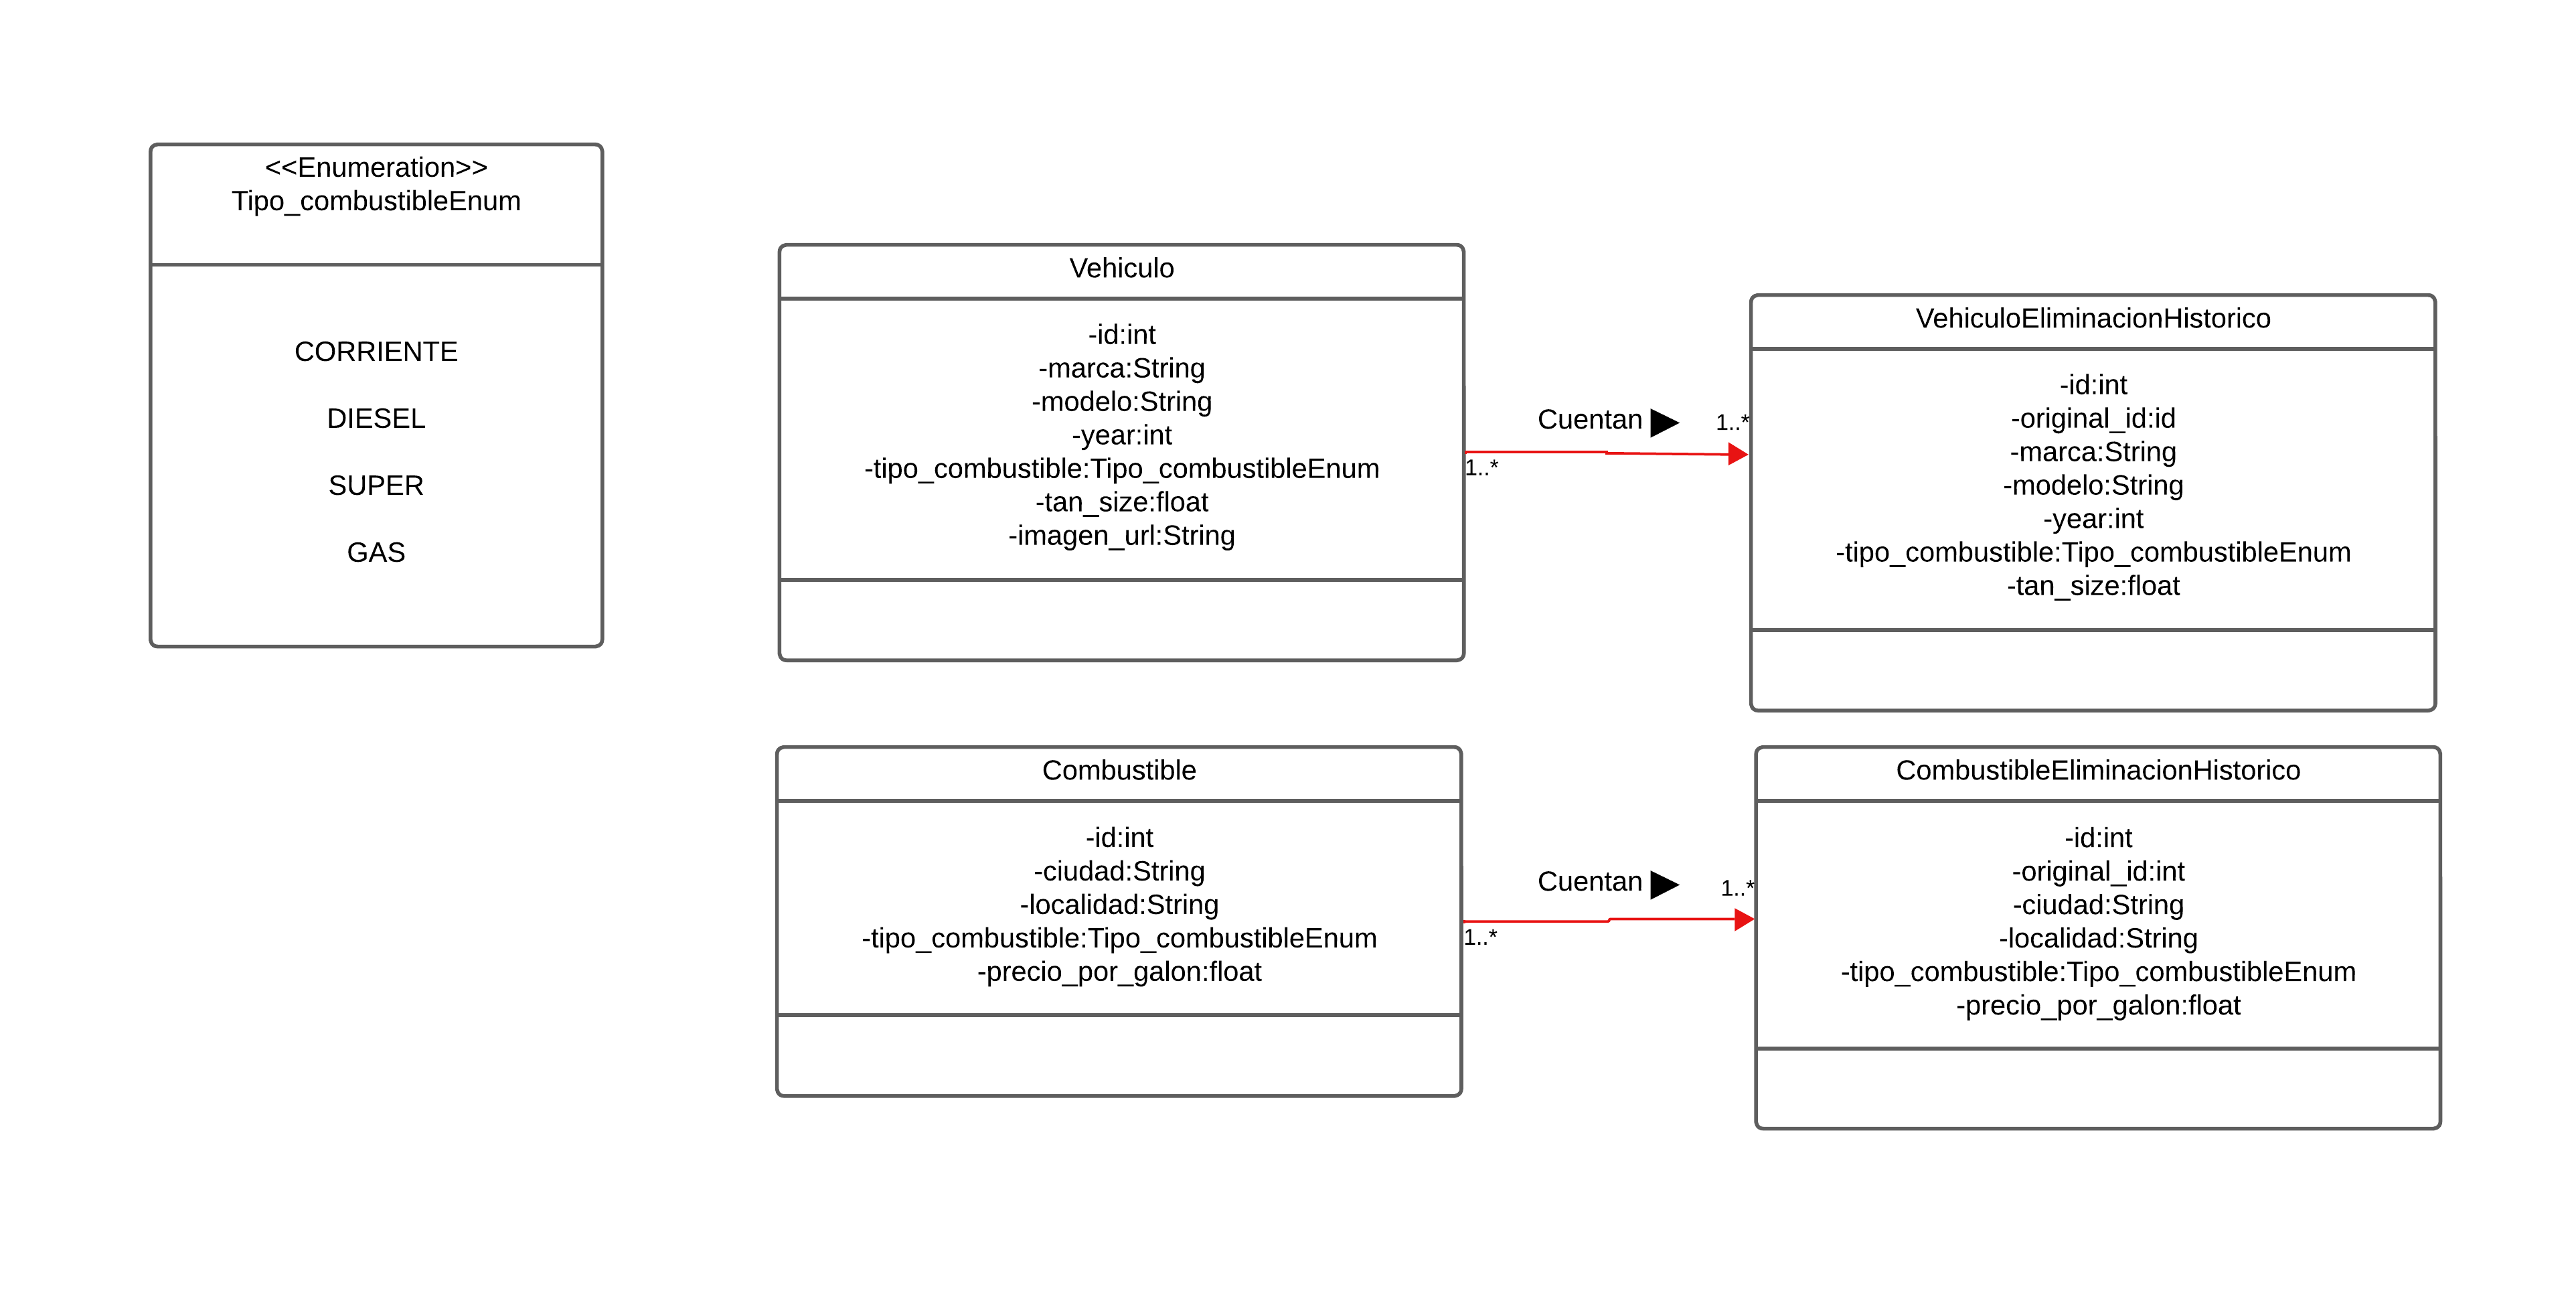 <<Enumeration>>
Tipo_combustibleEnum
CORRIENTE
DIESEL
SUPER
GAS
Vehiculo
-id:int
-marca:String
-modelo:String
-year:int
-tipo_combustible:Tipo_combustibleEnum
-tan_size:float
-imagen_url:String
Cuentan
1..*
1..*
VehiculoEliminacionHistorico
-id:int
-original_id:id
-marca:String
-modelo:String
-year:int
-tipo_combustible:Tipo_combustibleEnum
-tan_size:float
Combustible
-id:int
-ciudad:String
-localidad:String
-tipo_combustible:Tipo_combustibleEnum
-precio_por_galon:float
Cuentan
1..*
1..*
CombustibleEliminacionHistorico
-id:int
-original_id:int
-ciudad:String
-localidad:String
-tipo_combustible:Tipo_combustibleEnum
-precio_por_galon:float